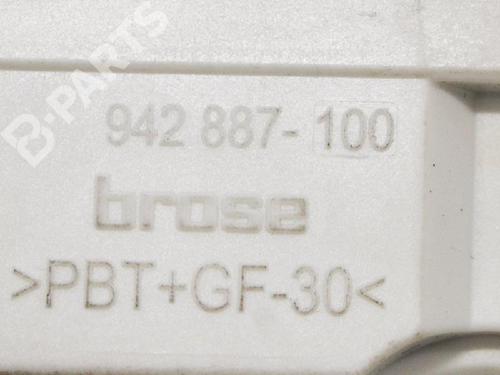 B-PARTS
942 887-100
brose
>PBT+GF-30<